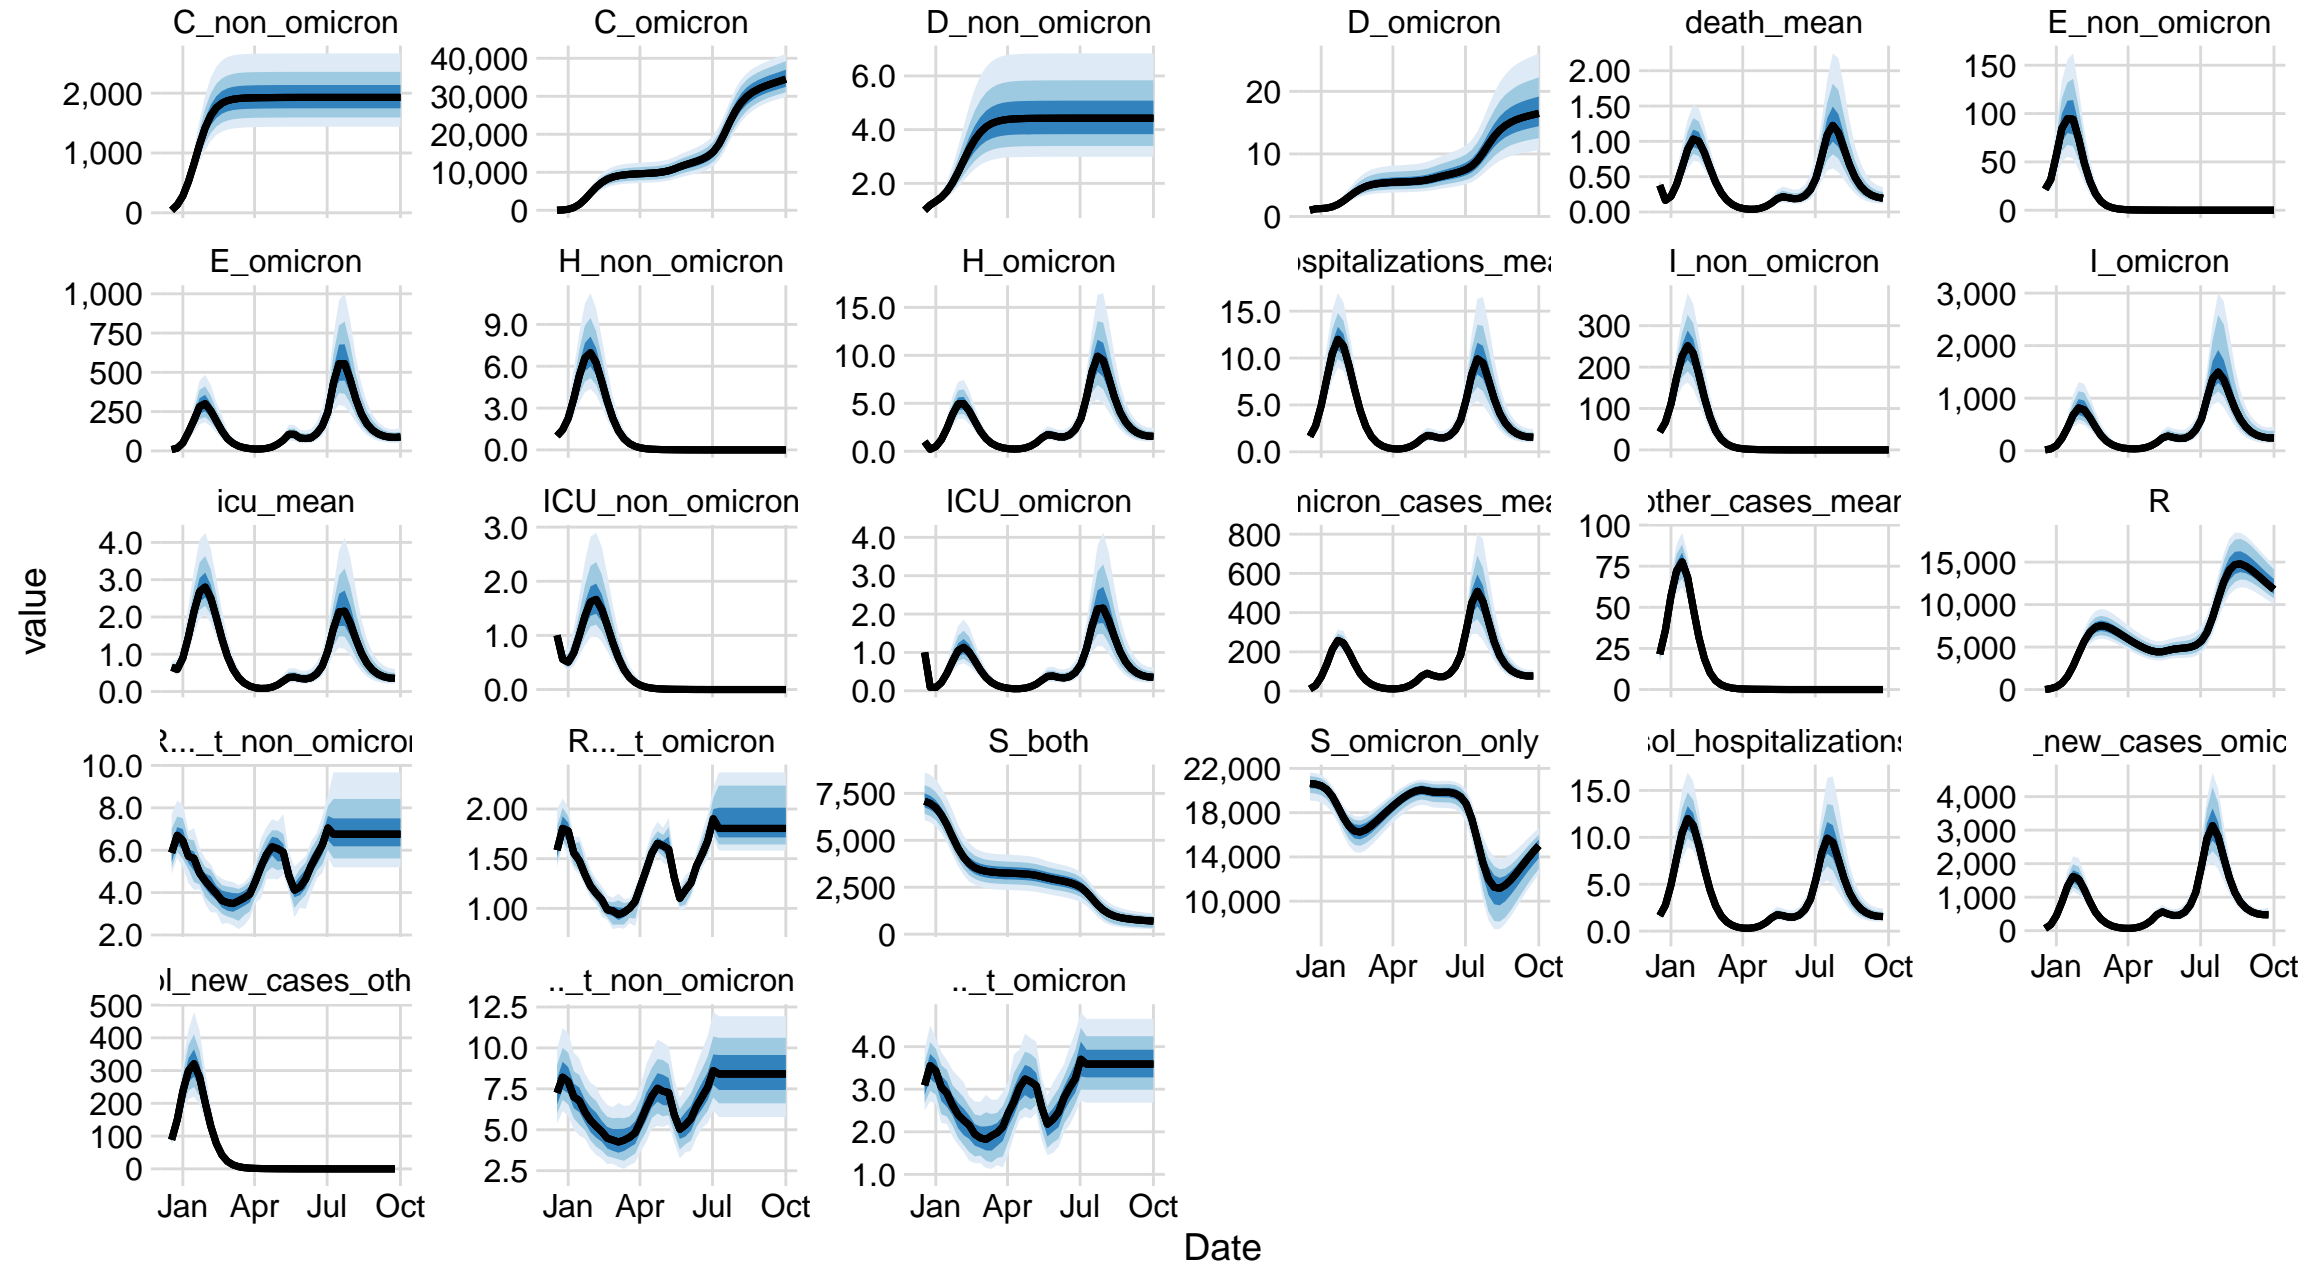 C_non_omicron C_omicron D_non_omicron D_omicron death_mean E_non_omicron
2,000 1,000 0
40,000 30,000 20,000 10,000 0
6.0 4.0 2.0
20 10 0
2.00 1.50 1.00 0.50 0.00
150 100 50 0
E_omicron H_non_omicron H_omicron ospitalizations_mea I_non_omicron I_omicron
1,000 750 500 250 0
9.0 6.0 3.0 0.0
15.0 10.0 5.0 0.0
15.0 10.0 5.0 0.0
300 200 100 0
3,000 2,000 1,000 0
icu_mean ICU_non_omicron ICU_omicron micron_cases_mea other_cases_mean R
4.0 3.0 2.0 1.0 0.0
3.0 2.0 1.0 0.0
4.0 3.0 2.0 1.0 0.0
800 600 400 200 0
100 75 50 25 0
15,000 10,000 5,000 0
value
R..._t_non_omicron R..._t_omicron S_both S_omicron_only sol_hospitalizations _new_cases_omic
10.0 8.0 6.0 4.0 2.0
2.00 1.50 1.00
7,500 5,000 2,500 0
22,000 18,000 14,000 10,000
15.0 10.0 5.0 0.0
4,000 3,000 2,000 1,000 0
Jan Apr Jul Oct Jan Apr Jul Oct Jan Apr Jul Oct
ol_new_cases_oth .._t_non_omicron .._t_omicron
500 400 300 200 100 0
12.5 10.0 7.5 5.0 2.5
4.0 3.0 2.0 1.0
Jan Apr Jul Oct Jan Apr Jul Oct Jan Apr Jul Oct
Date